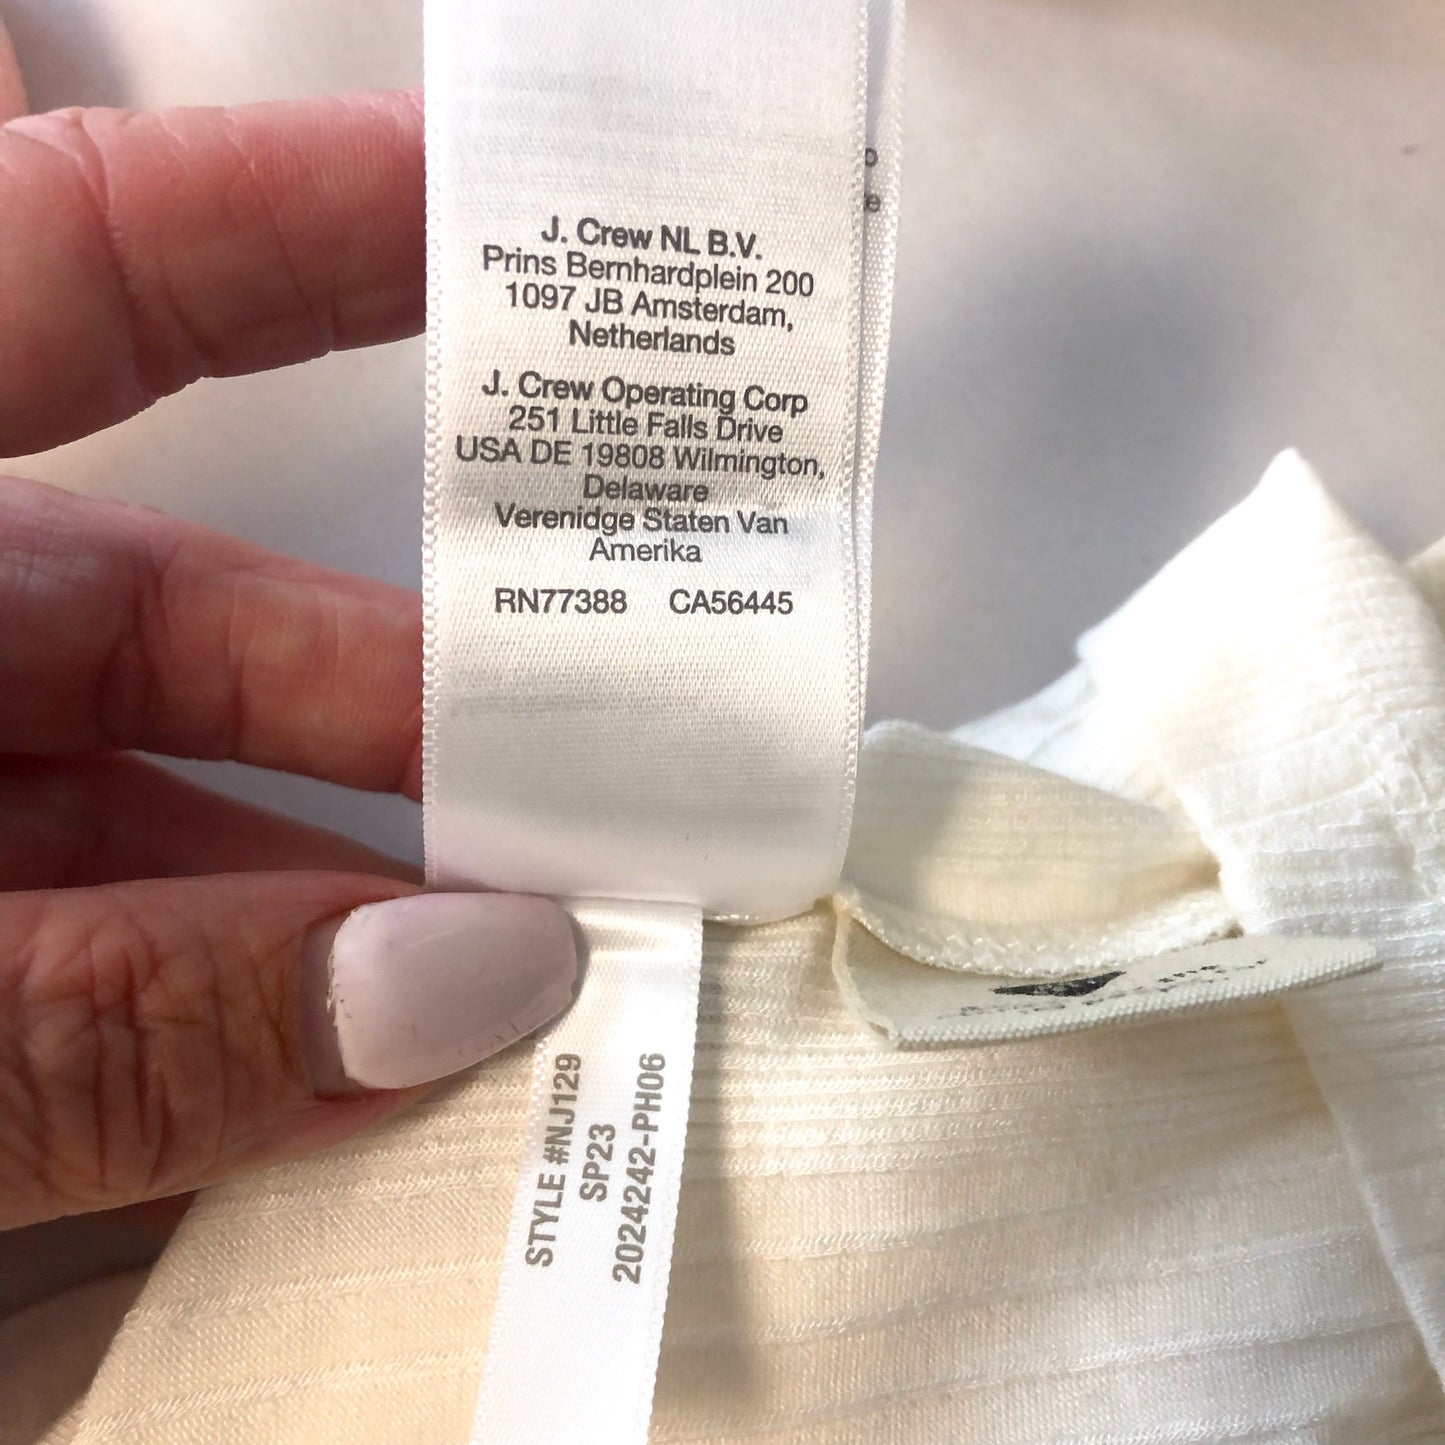 J. Crew NL B.V.
Prins Bernhardplein 200
1097 JB Amsterdam,
Netherlands
J. Crew Operating Corp
251 Little Falls Drive
USA DE 19808 Wilmington,
Delaware
Verenidge Staten Van
Amerika
RN77388 CA56445
STYLE #NJ129
SP23
2024242-PH06